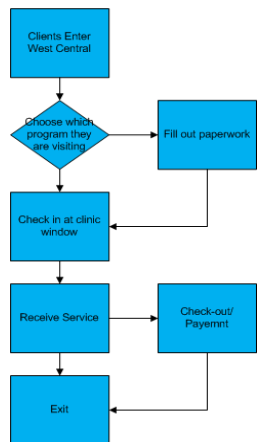 Clients Enter
West Central
Choose which
program they
are visiting
Fill out paperwork
Check in at clinic
window
Receive Service
Check-out/
Payemnt
Exit